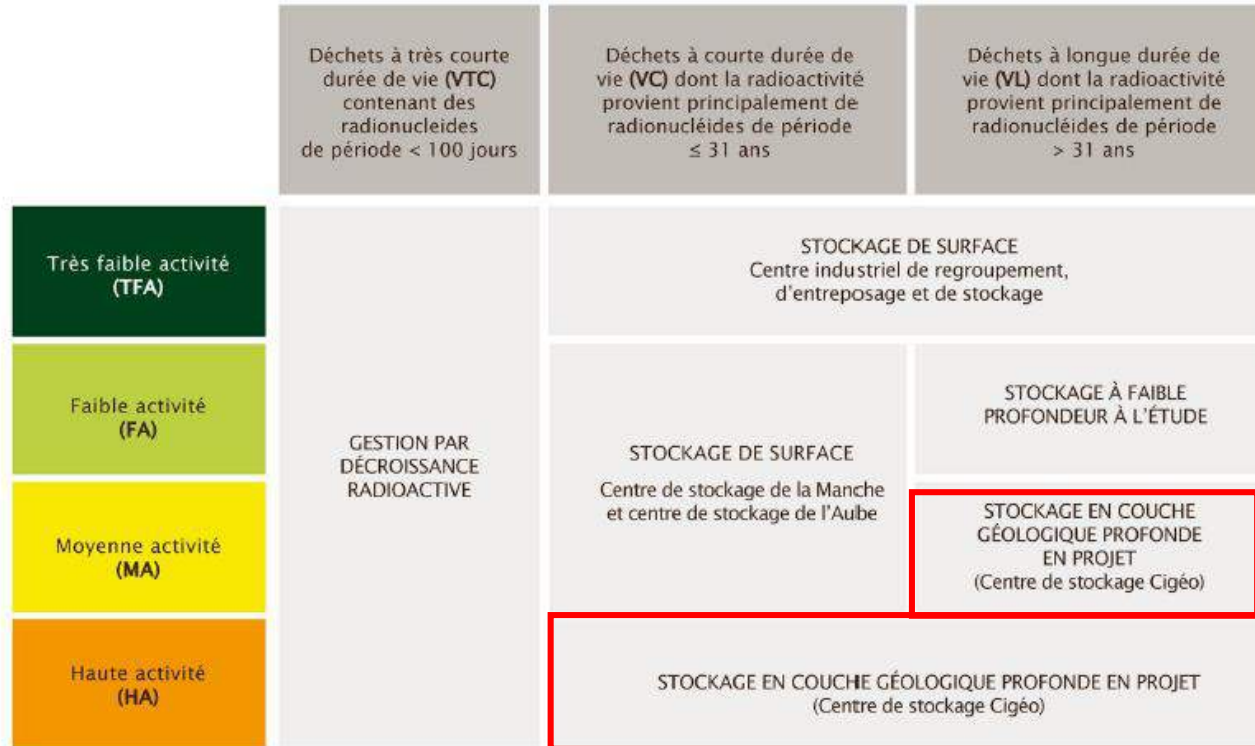 Déchets à très courte
durée de vie (VTC)
contenant des
radionucleides
de période < 100 jours
Déchets à courte durée de
vie (VC) dont la radioactivité
provient principalement de
radionucléides de période
≤ 31 ans
Déchets à longue durée de
vie (VL) dont la radioactivité
provient principalement de
radionucléides de période
> 31 ans
Très faible activité
(TFA)
GESTION PAR
DÉCROISSANCE
RADIOACTIVE
STOCKAGE DE SURFACE
Centre industriel de regroupement,
d'entreposage et de stockage
Faible activité
(FA)
STOCKAGE DE SURFACE
Centre de stockage de la Manche
et centre de stockage de l'Aube
STOCKAGE À FAIBLE
PROFONDEUR À L'ÉTUDE
Moyenne activité
(MA)
STOCKAGE EN COUCHE
GÉOLOGIQUE PROFONDE
EN PROJET
(Centre de stockage Cigéo)
Haute activité
(HA)
STOCKAGE EN COUCHE GÉOLOGIQUE PROFONDE EN PROJET
(Centre de stockage Cigéo)